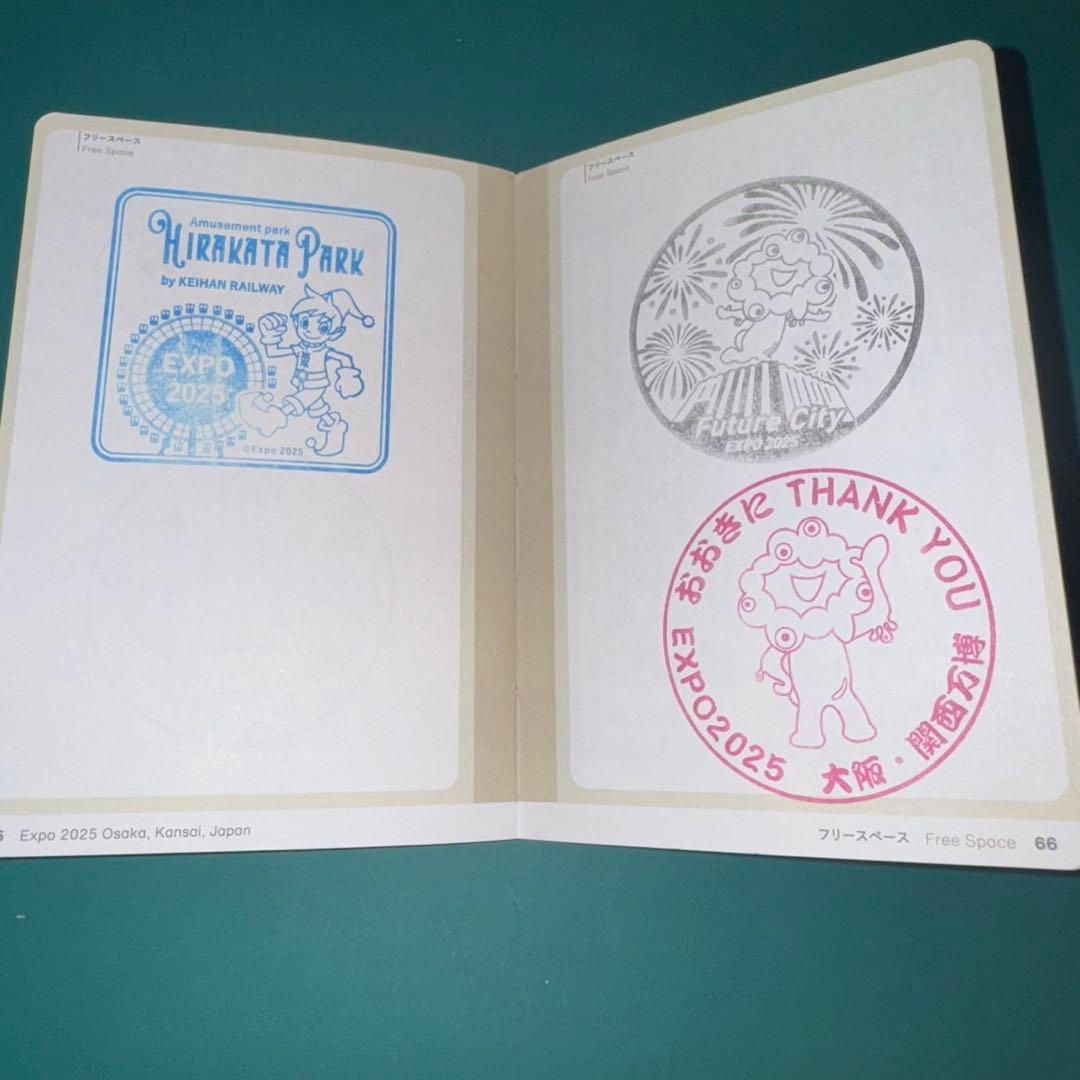 フリースペース
Free Space
Amusement park
HIRAKATA PARK
by KEIHAN RAILWAY
EXPO
2025
©Expo 2025
Expo 2025 Osaka, Kansai, Japan
フリースペース
Free Space
Future City
EXPO 2025
おおきに THANK YOU
EXPO2025
大阪・関西万博
フリースペース Free Space 66